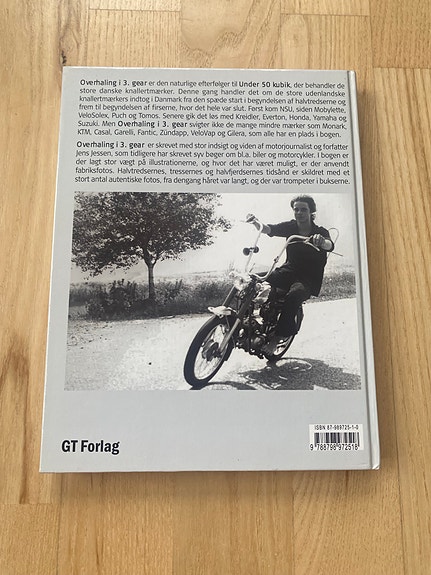 Overhaling i 3. gear er den naturlige efterfølger til Under 50 kubik, der behandler de
store danske knallertmærker. Denne gang handler det om de store udenlandske
knallertmærkers indtog i Danmark fra den spæde start i begyndelsen af halvtredserne og
frem til begyndelsen af firserne, hvor det hele var slut. Først kom NSU, siden Mobylette,
VeloSolex, Puch og Tomos. Senere gik det løs med Kreidler, Everton, Honda, Yamaha og
Suzuki. Men Overhaling i 3. gear svigter ikke de mange mindre mærker som Monark,
KTM, Casal, Garelli, Fantic, Zündapp, VeloVap og Gilera, som alle har en plads i bogen.
Overhaling i 3. gear er skrevet med stor indsigt og viden af motorjournalist og forfatter
Jens Jessen, som tidligere har skrevet syv bøger om bl.a. biler og motorcykler. I bogen er
der lagt stor vægt på illustrationerne, og hvor det har været muligt, er der anvendt
fabriksfotos. Halvtredsernes, tressernes og halvfjerdsernes tidsånd er skildret med et
stort antal autentiske fotos, fra dengang håret var langt, og der var trompeter i bukserne.
ISBN 87-989725-1-0
9 788798 972518
GT Forlag